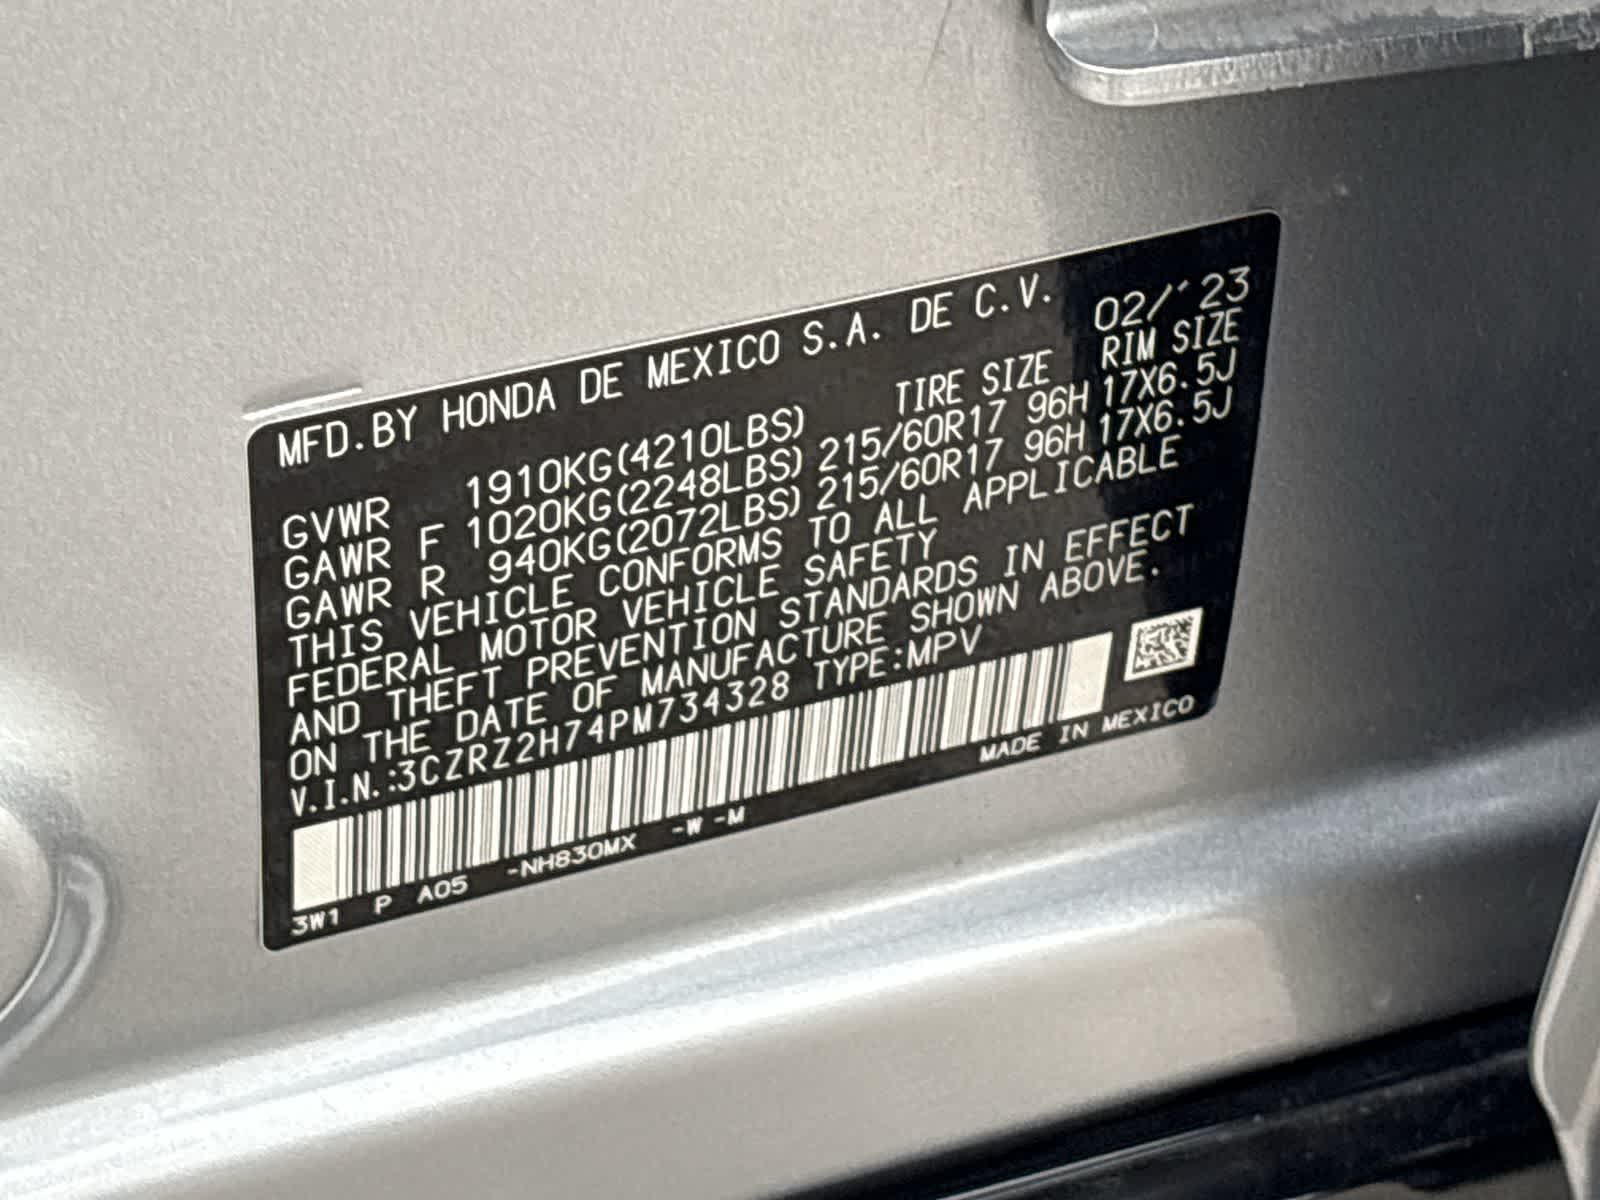 MFD.BY HONDA DE MEXICO S.A. DE C.V. 02/'23
TIRE SIZE RIM SIZE
GVWR 1910KG(4210LBS)
GAWR F 1020KG(2248LBS) 215/60R17 96H 17X6.5J
GAWR R 940KG(2072LBS) 215/60R17 96H 17X6.5J
THIS VEHICLE CONFORMS TO ALL APPLICABLE
FEDERAL MOTOR VEHICLE SAFETY
AND THEFT PREVENTION STANDARDS IN EFFECT
ON THE DATE OF MANUFACTURE SHOWN ABOVE.
V.I.N.:3CZRZ2H74PM734328 TYPE:MPV
MADE IN MEXICO
3W1 P A05 -NH830MX -W -M